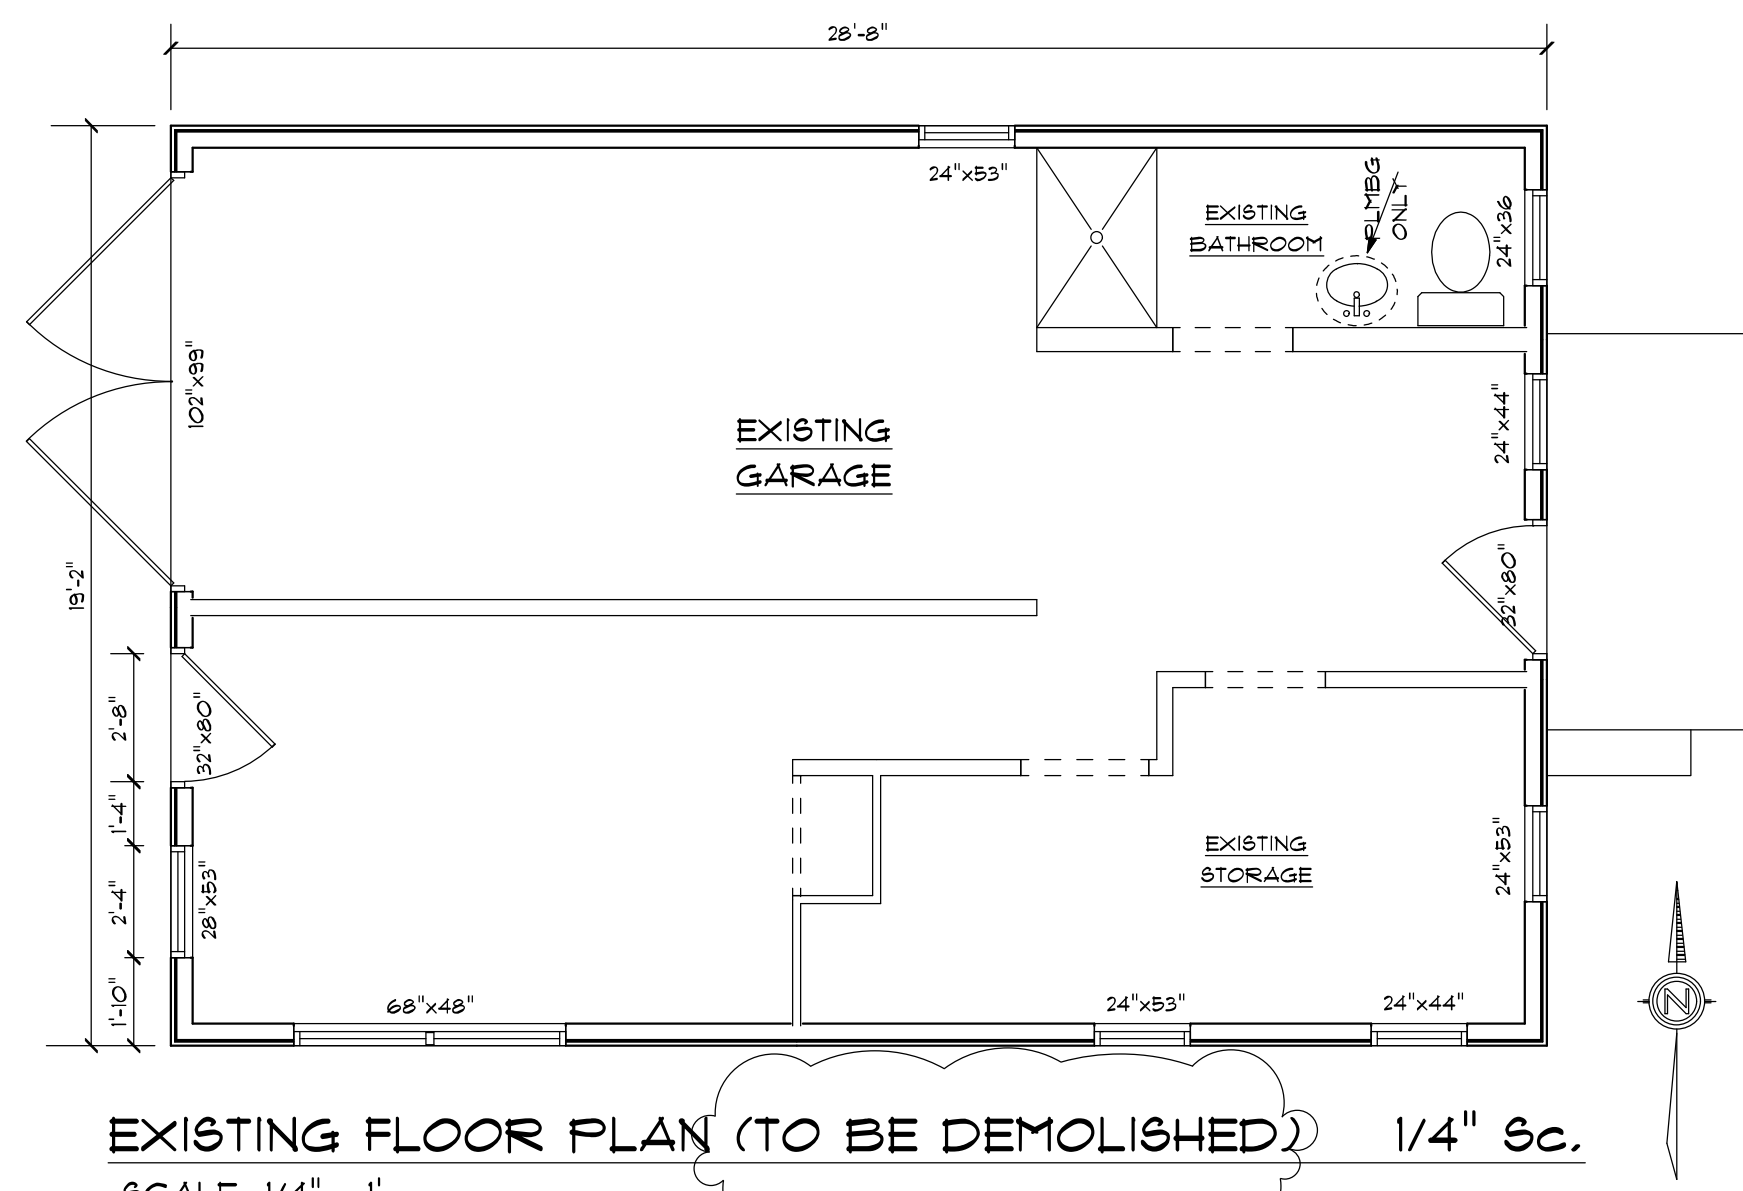 28'-8"
24"x53"
EXISTING
BATHROOM
PLMBG
ONLY
24"x36
102"x99"
EXISTING
GARAGE
24"x44"
19'-2"
32"x80"
2'-8"
32"x80"
1'-4"
2'-4"
28"x53"
EXISTING
STORAGE
24"x53"
1'-10"
68"x48"
24"x53"
24"x44"
N
EXISTING FLOOR PLAN (TO BE DEMOLISHED) 1/4" Sc.